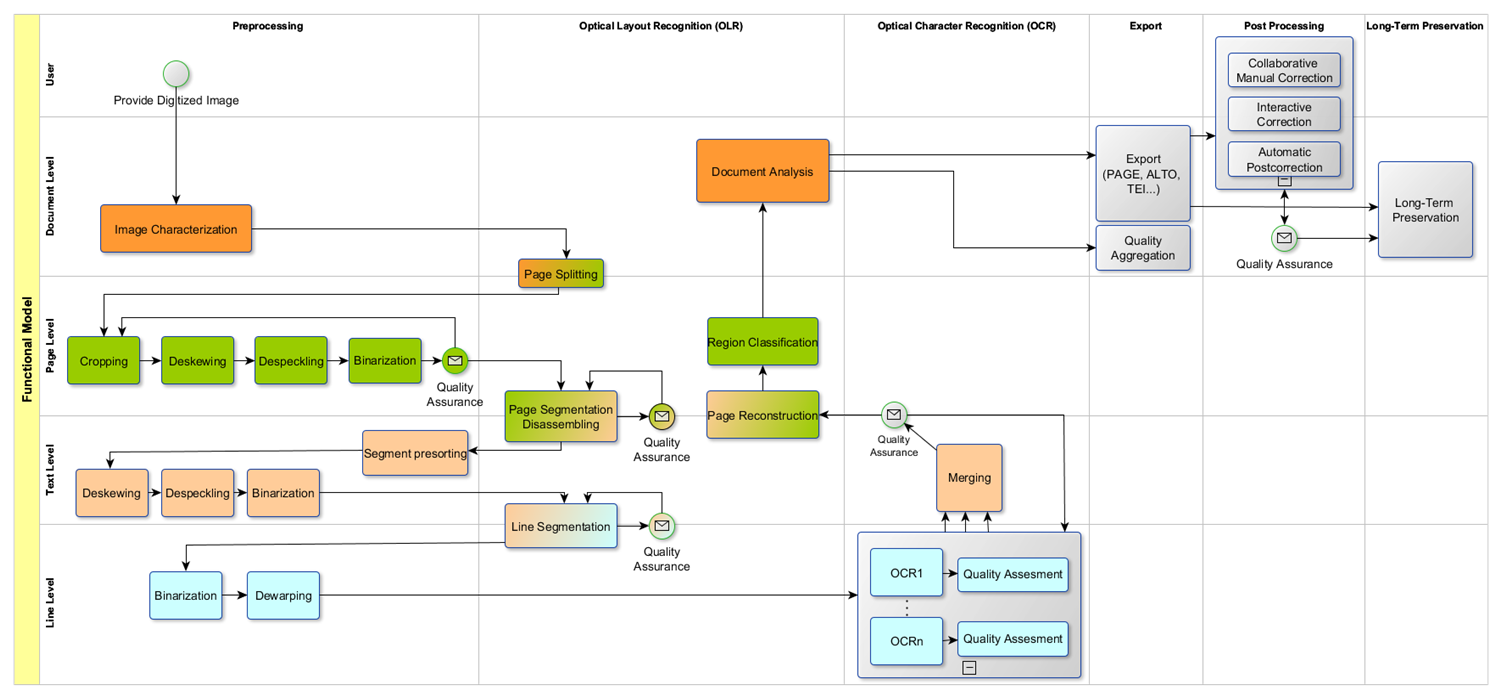 Preprocessing
Optical Layout Recognition (OLR)
Optical Character Recognition (OCR)
Export
Post Processing
Long-Term Preservation
Functional Model
User
Provide Digitized Image
Collaborative
Manual Correction
Interactive
Correction
Automatic
Postcorrection
Document Level
Image Characterization
Page Splitting
Document Analysis
Export
(PAGE, ALTO,
TEI...)
Quality
Aggregation
Quality Assurance
Long-Term
Preservation
Page Level
Cropping
Deskewing
Despeckling
Binarization
Quality
Assurance
Page Segmentation
Disassembling
Quality
Assurance
Region Classification
Page Reconstruction
Quality
Assurance
Text Level
Segment presorting
Deskewing
Despeckling
Binarization
Line Segmentation
Quality
Assurance
Merging
Line Level
Binarization
Dewarping
OCR1
Quality Assesment
OCRn
Quality Assesment